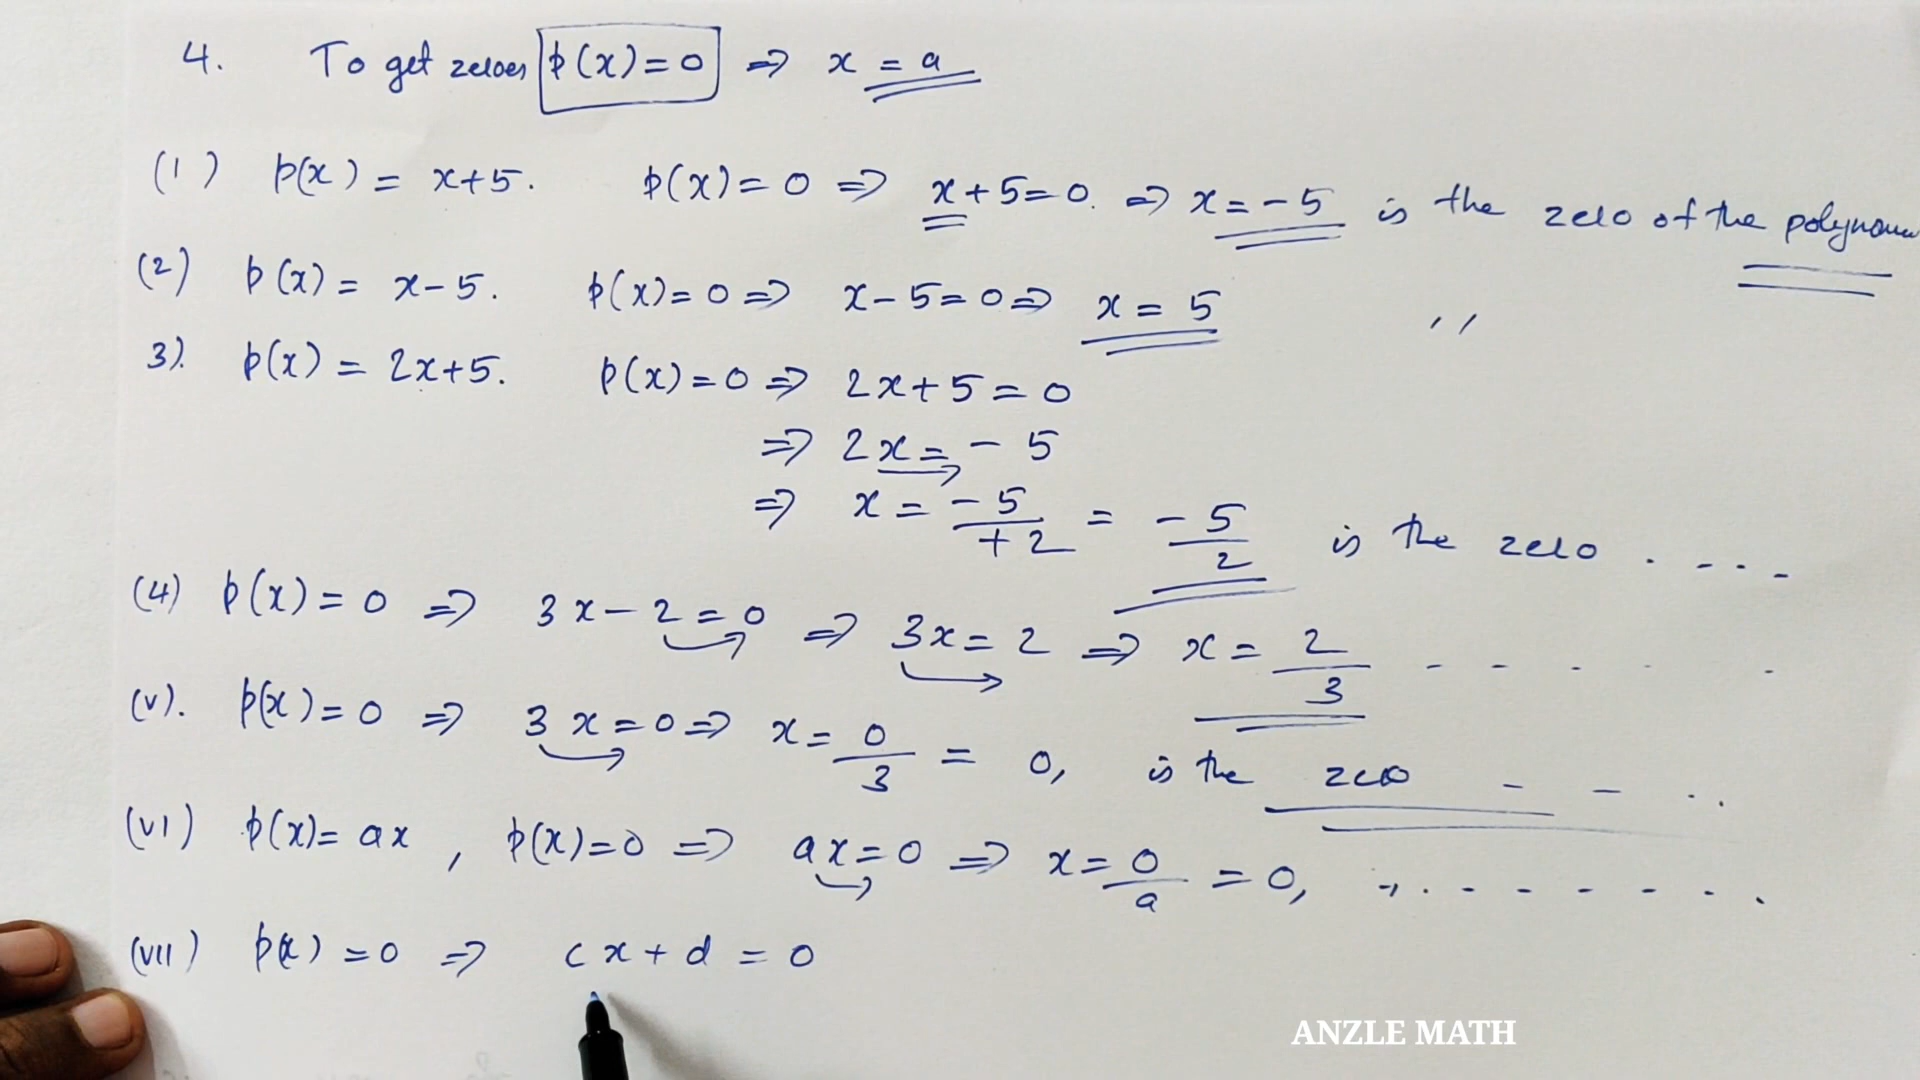 4. To get zeroes p(x) = 0 ⇒ x = a
(1) p(x) = x+5. p(x) = 0 ⇒ x+5=0. ⇒ x = -5 is the zero of the polynom
(2) p(x) = x-5. p(x)=0 ⇒ x-5=0 ⇒ x = 5 ,,
3). p(x) = 2x+5. p(x)=0 ⇒ 2x+5=0
⇒ 2x = -5
⇒ x = -5/+2 = -5/2 is the zero . - - . -
(4) p(x) = 0 ⇒ 3x-2=0 ⇒ 3x = 2 ⇒ x = 2/3 - - - - -
(v). p(x)=0 ⇒ 3x=0 ⇒ x = 0/3 = 0, is the zero - - . .
(vi) p(x)= ax, p(x)=0 ⇒ ax=0 ⇒ x = 0/a = 0, ,, . - - - - - .
(vii) p(x) = 0 ⇒ cx + d = 0
ANZLE MATH